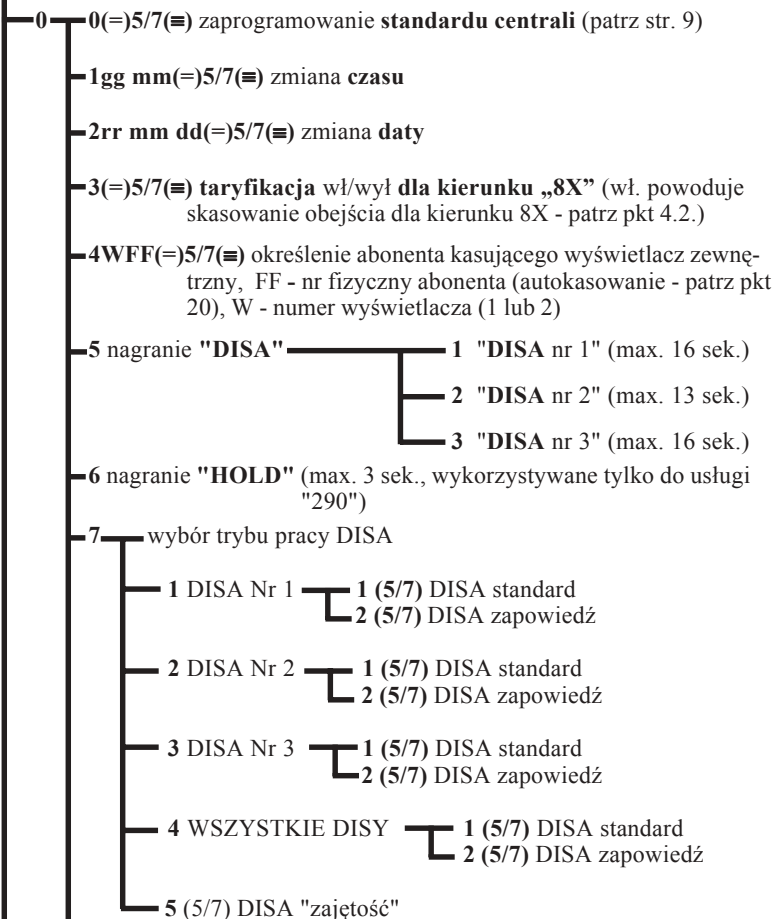 0 0(=)5/7(≡) zaprogramowanie standardu centrali (patrz str. 9)
1gg mm(=)5/7(≡) zmiana czasu
2rr mm dd(=)5/7(≡) zmiana daty
3(=)5/7(≡) taryfikacja wł/wył dla kierunku „8X” (wł. powoduje
skasowanie obejścia dla kierunku 8X - patrz pkt 4.2.)
4WFF(=)5/7(≡) określenie abonenta kasującego wyświetlacz zewnę-
trzny, FF - nr fizyczny abonenta (autokasowanie - patrz pkt
20), W - numer wyświetlacza (1 lub 2)
5 nagranie "DISA" 1 "DISA nr 1" (max. 16 sek.)
2 "DISA nr 2" (max. 13 sek.)
3 "DISA nr 3" (max. 16 sek.)
6 nagranie "HOLD" (max. 3 sek., wykorzystywane tylko do usługi
"290")
7 wybór trybu pracy DISA
1 DISA Nr 1 1 (5/7) DISA standard
2 (5/7) DISA zapowiedź
2 DISA Nr 2 1 (5/7) DISA standard
2 (5/7) DISA zapowiedź
3 DISA Nr 3 1 (5/7) DISA standard
2 (5/7) DISA zapowiedź
4 WSZYSTKIE DISY 1 (5/7) DISA standard
2 (5/7) DISA zapowiedź
5 (5/7) DISA "zajętość"